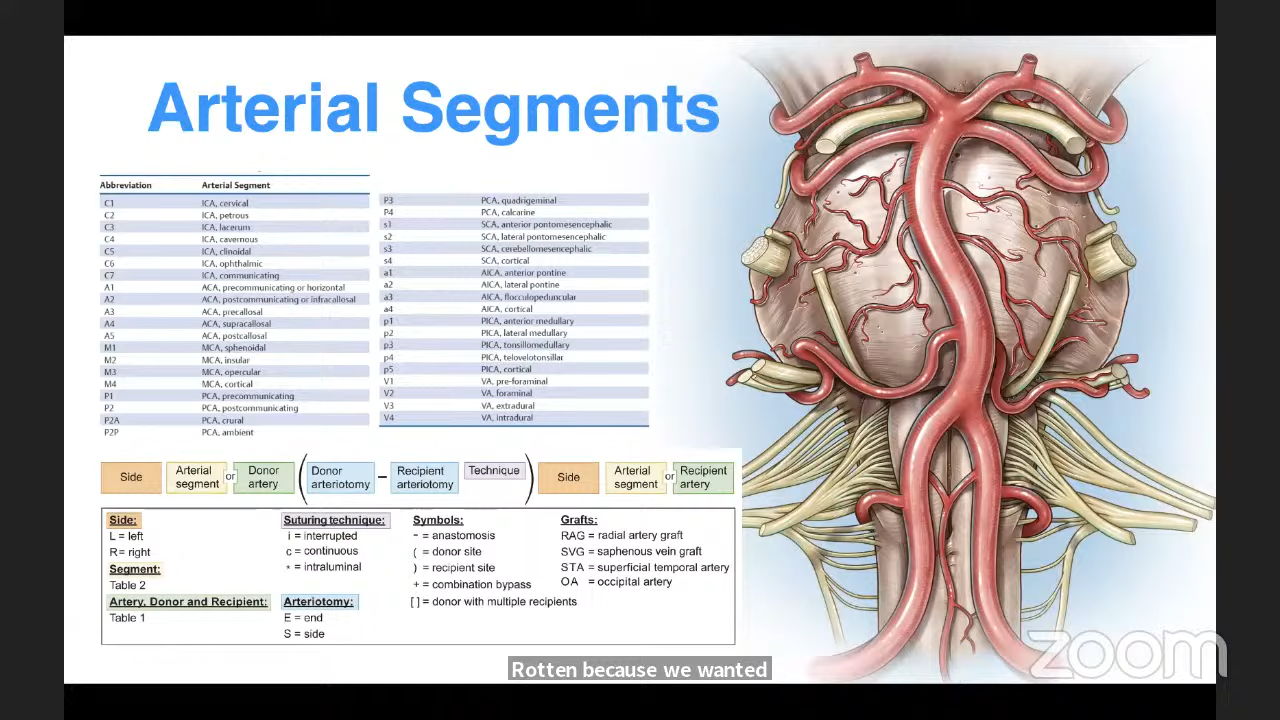 Arterial Segments
Abbreviation Arterial Segment
C1 ICA, cervical
C2 ICA, petrous
C3 ICA, lacerum
C4 ICA, cavernous
C5 ICA, clinoidal
C6 ICA, ophthalmic
C7 ICA, communicating
A1 ACA, precommunicating or horizontal
A2 ACA, postcommunicating or infracallosal
A3 ACA, precallosal
A4 ACA, supracallosal
A5 ACA, postcallosal
M1 MCA, sphenoidal
M2 MCA, insular
M3 MCA, opercular
M4 MCA, cortical
P1 PCA, precommunicating
P2 PCA, postcommunicating
P2A PCA, crural
P2P PCA, ambient
P3 PCA, quadrigeminal
P4 PCA, calcarine
s1 SCA, anterior pontomesencephalic
s2 SCA, lateral pontomesencephalic
s3 SCA, cerebellomesencephalic
s4 SCA, cortical
a1 AICA, anterior pontine
a2 AICA, lateral pontine
a3 AICA, flocculopeduncular
a4 AICA, cortical
p1 PICA, anterior medullary
p2 PICA, lateral medullary
p3 PICA, tonsillomedullary
p4 PICA, telovelotonsillar
p5 PICA, cortical
V1 VA, pre-foraminal
V2 VA, foraminal
V3 VA, extradural
V4 VA, intradural
Side Arterial segment or Donor artery ( Donor arteriotomy – Recipient arteriotomy Technique ) Side Arterial segment or Recipient artery
Side:
L = left
R = right
Segment:
Table 2
Artery, Donor and Recipient:
Table 1
Suturing technique:
i = interrupted
c = continuous
* = intraluminal
Arteriotomy:
E = end
S = side
Symbols:
- = anastomosis
( = donor site
) = recipient site
+ = combination bypass
[ ] = donor with multiple recipients
Grafts:
RAG = radial artery graft
SVG = saphenous vein graft
STA = superficial temporal artery
OA = occipital artery
Rotten because we wanted
zoom